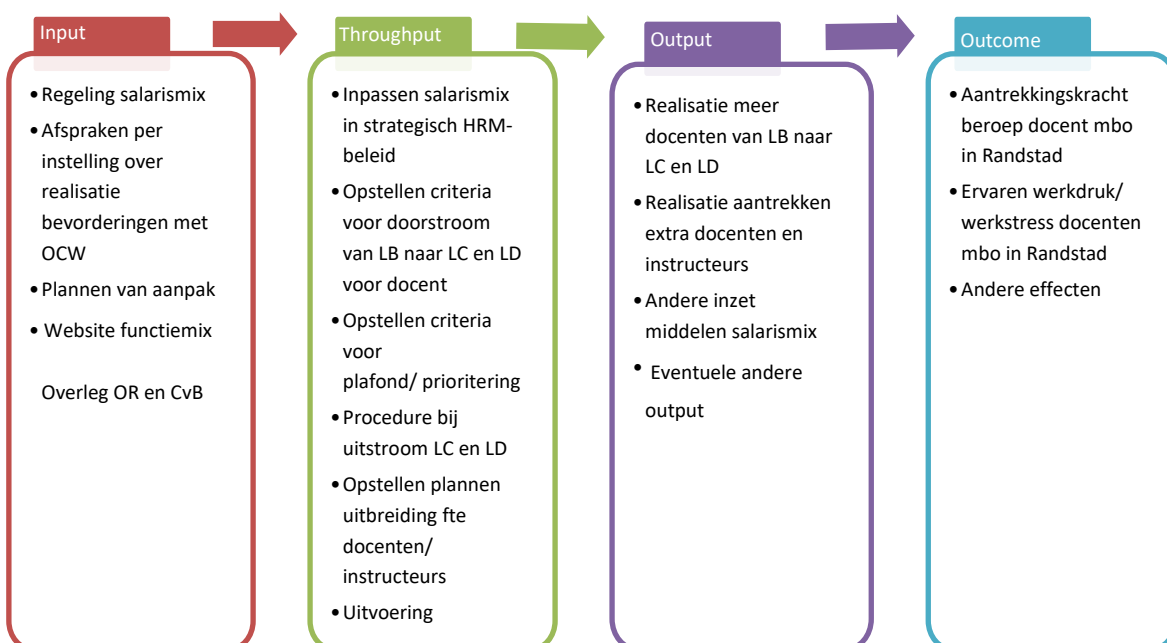 Input
• Regeling salarismix
• Afspraken per
instelling over
realisatie
bevorderingen met
OCW
• Plannen van aanpak
• Website functiemix
Overleg OR en CvB
Throughput
• Inpassen salarismix
in strategisch HRM-
beleid
• Opstellen criteria
voor doorstroom
van LB naar LC en LD
voor docent
• Opstellen criteria
voor
plafond/ prioritering
• Procedure bij
uitstroom LC en LD
• Opstellen plannen
uitbreiding fte
docenten/
instructeurs
• Uitvoering
Output
• Realisatie meer
docenten van LB naar
LC en LD
• Realisatie aantrekken
extra docenten en
instructeurs
• Andere inzet
middelen salarismix
• Eventuele andere
output
Outcome
• Aantrekkingskracht
beroep docent mbo
in Randstad
• Ervaren werkdruk/
werkstress docenten
mbo in Randstad
• Andere effecten